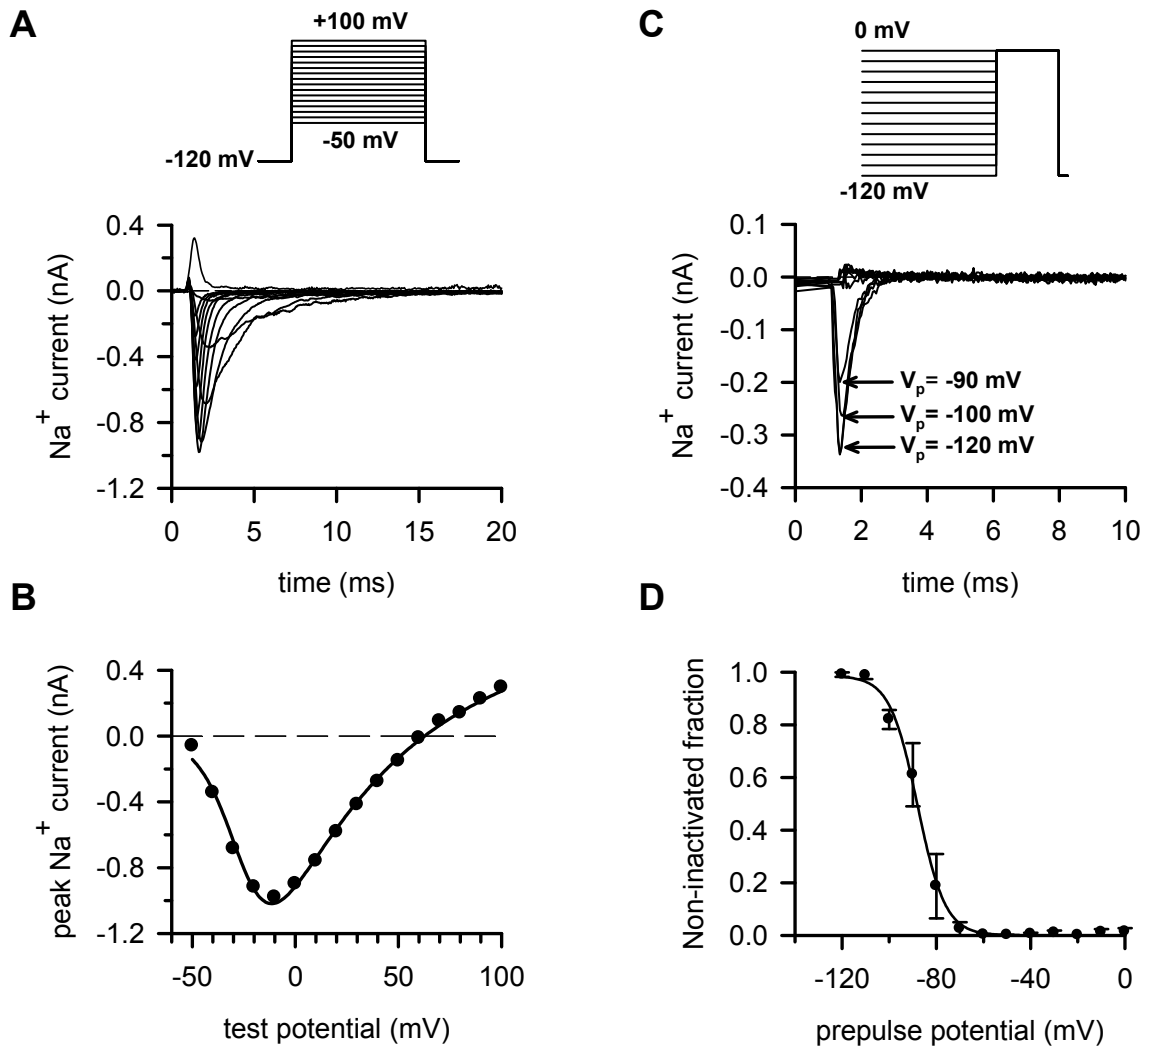 A
+100 mV
-50 mV
-120 mV
0.4
0.0
-0.4
-0.8
-1.2
Na+ current (nA)
0 5 10 15 20
time (ms)
B
0.4
0.0
-0.4
-0.8
-1.2
peak Na+ current (nA)
-50 0 50 100
test potential (mV)
C
0 mV
-120 mV
0.1
0.0
-0.1
-0.2
-0.3
-0.4
Na+ current (nA)
Vp= -90 mV
Vp= -100 mV
Vp= -120 mV
0 2 4 6 8 10
time (ms)
D
1.0
0.8
0.6
0.4
0.2
0.0
Non-inactivated fraction
-120 -80 -40 0
prepulse potential (mV)